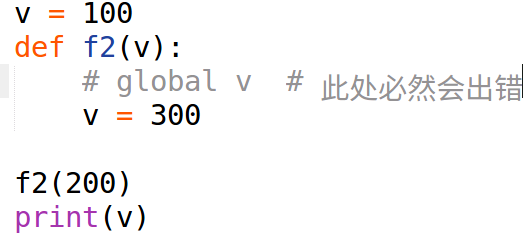 v = 100
def f2(v):
    # global v  # 此处必然会出错
    v = 300
f2(200)
print(v)